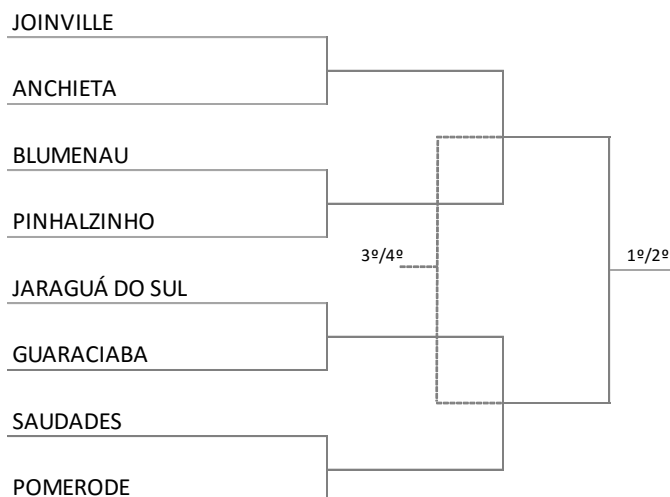 JOINVILLE
ANCHIETA
BLUMENAU
PINHALZINHO
3º/4º
1º/2º
JARAGUÁ DO SUL
GUARACIABA
SAUDADES
POMERODE